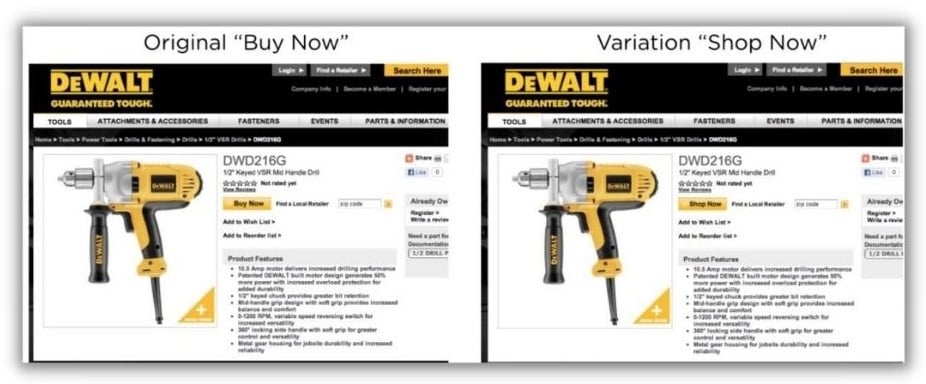 Original “Buy Now”
DEWALT
GUARANTEED TOUGH.
Login
Find a Retailer
Search Here
Company Info | Become a Member | Register your
TOOLS ATTACHMENTS & ACCESSORIES FASTENERS EVENTS PARTS & INFORMATION
Home > Tools > Power Tools > Drills & Fastening > Drills > 1/2" VSR Drills > DWD216G
DWD216G
1/2" Keyed VSR Mid Handle Drill
Not rated yet
View Reviews
Buy Now Find a Local Retailer zip code
Add to Wish List >
Add to Reorder list >
Product Features
• 10.5 Amp motor delivers increased drilling performance
• Patented DEWALT built motor design generates 50%
more power with increased overload protection for
added durability
• 1/2" keyed chuck provides greater bit retention
• Mid-handle grip design with soft grip provides increased
balance and comfort
• 0-1200 RPM, variable speed reversing switch for
increased versatility
• 360° locking side handle with soft grip for greater
control and versatility
• Metal gear housing for jobsite durability and increased
reliability
Share
Like 0
Already Ow
Register >
Write a revie
Need a part fo
Documentatio
1/2 DRILL
DEWALT
DEWALT
Variation “Shop Now”
DEWALT
GUARANTEED TOUGH.
Login
Find a Retailer
Search Here
Company Info | Become a Member | Register your
TOOLS ATTACHMENTS & ACCESSORIES FASTENERS EVENTS PARTS & INFORMATION
Home > Tools > Power Tools > Drills & Fastening > Drills > 1/2" VSR Drills > DWD216G
DWD216G
1/2" Keyed VSR Mid Handle Drill
Not rated yet
View Reviews
Shop Now Find a Local Retailer zip code
Add to Wish List >
Add to Reorder list >
Product Features
• 10.5 Amp motor delivers increased drilling performance
• Patented DEWALT built motor design generates 50%
more power with increased overload protection for
added durability
• 1/2" keyed chuck provides greater bit retention
• Mid-handle grip design with soft grip provides increased
balance and comfort
• 0-1200 RPM, variable speed reversing switch for
increased versatility
• 360° locking side handle with soft grip for greater
control and versatility
• Metal gear housing for jobsite durability and increased
reliability
Share
Like 0
Already Ow
Register >
Write a revie
Need a part fo
Documentatio
1/2 DRILL
DEWALT
DEWALT